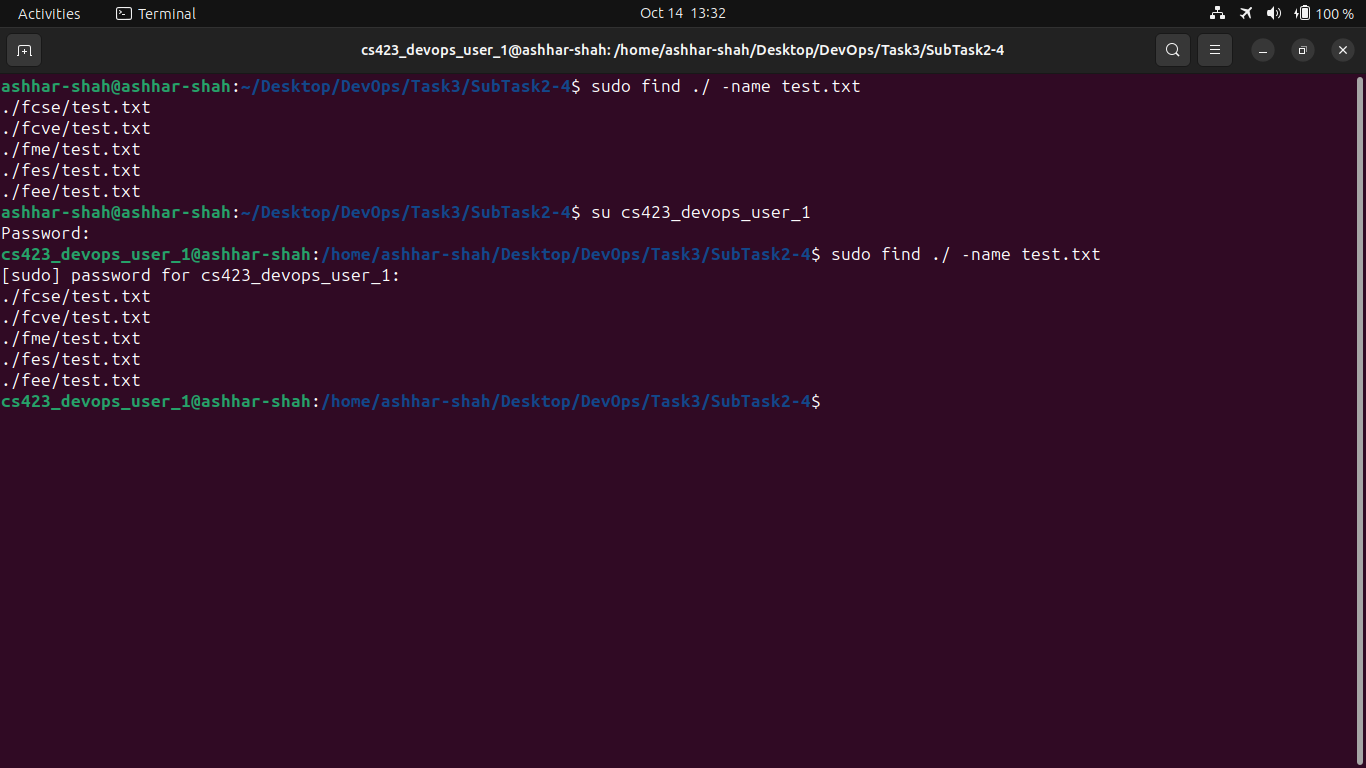 Activities
Terminal
Oct 14 13:32
100 %
cs423_devops_user_1@ashhar-shah: /home/ashhar-shah/Desktop/DevOps/Task3/SubTask2-4
ashhar-shah@ashhar-shah:~/Desktop/DevOps/Task3/SubTask2-4$ sudo find ./ -name test.txt
./fcse/test.txt
./fcve/test.txt
./fme/test.txt
./fes/test.txt
./fee/test.txt
ashhar-shah@ashhar-shah:~/Desktop/DevOps/Task3/SubTask2-4$ su cs423_devops_user_1
Password:
cs423_devops_user_1@ashhar-shah:/home/ashhar-shah/Desktop/DevOps/Task3/SubTask2-4$ sudo find ./ -name test.txt
[sudo] password for cs423_devops_user_1:
./fcse/test.txt
./fcve/test.txt
./fme/test.txt
./fes/test.txt
./fee/test.txt
cs423_devops_user_1@ashhar-shah:/home/ashhar-shah/Desktop/DevOps/Task3/SubTask2-4$